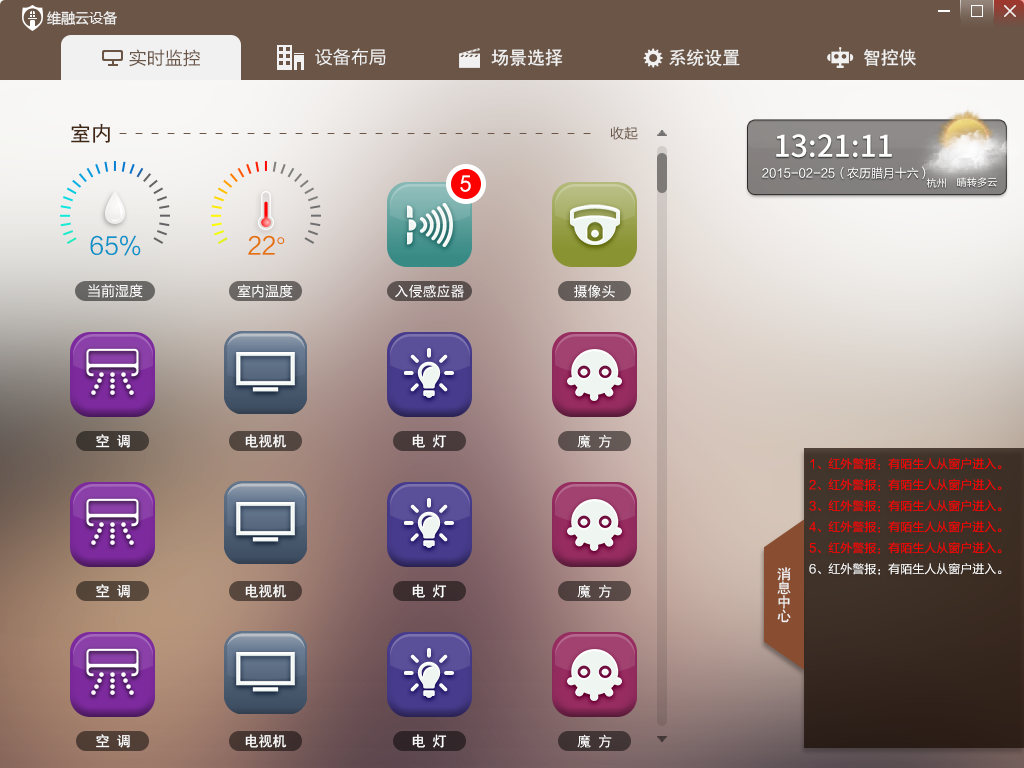 维融云设备
实时监控 设备布局 场景选择 系统设置 智控侠
室内 收起
13:21:11
2015-02-25（农历腊月十六）
杭州 晴转多云
5
65% 22°
当前湿度 室内温度 入侵感应器 摄像头
空 调 电视机 电 灯 魔 方
空 调 电视机 电 灯 魔 方
空 调 电视机 电 灯 魔 方
消息中心
1、红外警报：有陌生人从窗户进入。
2、红外警报：有陌生人从窗户进入。
3、红外警报：有陌生人从窗户进入。
4、红外警报：有陌生人从窗户进入。
5、红外警报：有陌生人从窗户进入。
6、红外警报：有陌生人从窗户进入。